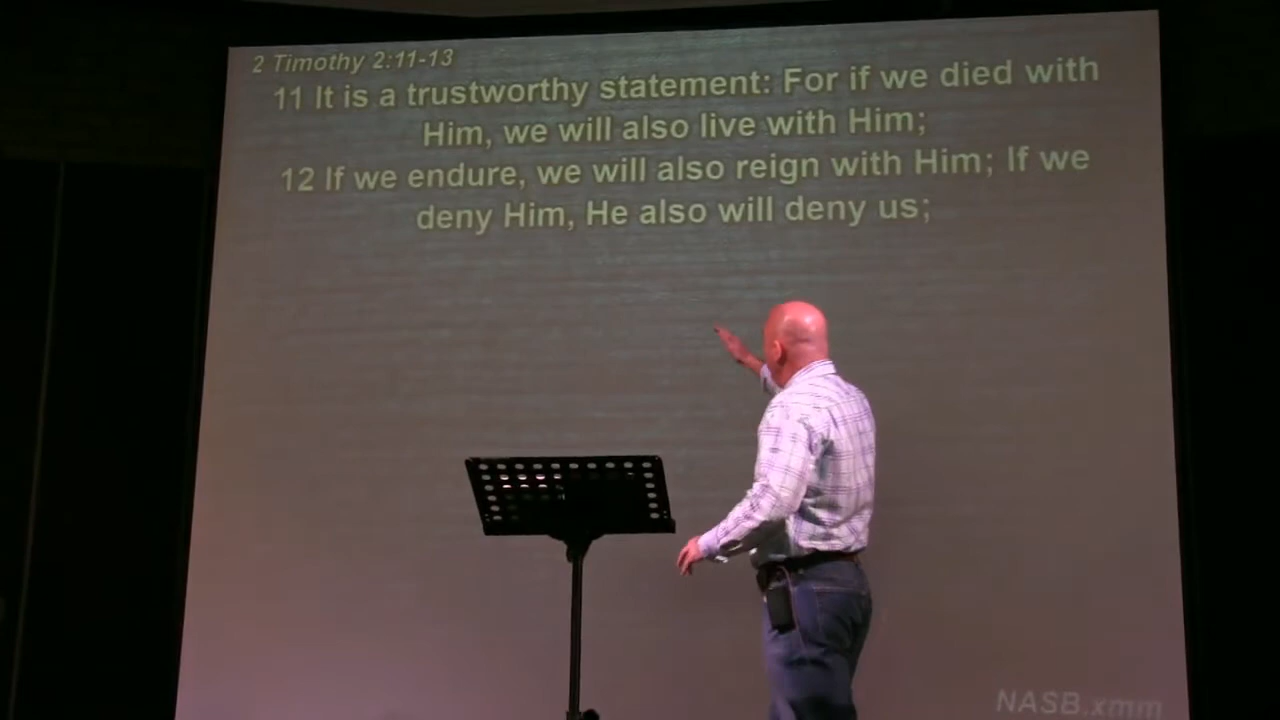 2 Timothy 2:11-13
11 It is a trustworthy statement: For if we died with
Him, we will also live with Him;
12 If we endure, we will also reign with Him; If we
deny Him, He also will deny us;
NASB.xmm